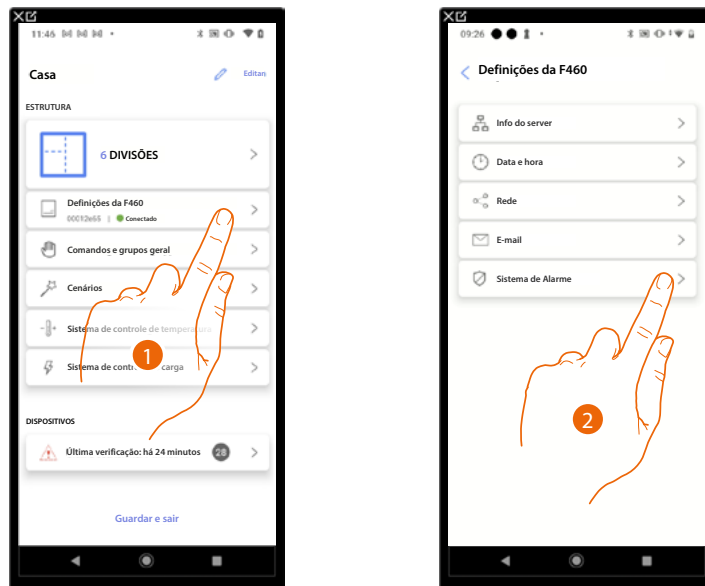 11:46
Casa
Editan
ESTRUTURA
6 DIVISÕES
Definições da F460
00012e65 | Conectado
Comandos e grupos geral
Cenários
Sistema de controle de temperatura
Sistema de contr carga
DISPOSITIVOS
Última verificação: há 24 minutos 28
Guardar e sair
1
09:26
Definições da F460
Info do server
Data e hora
Rede
E-mail
Sistema de Alarme
2